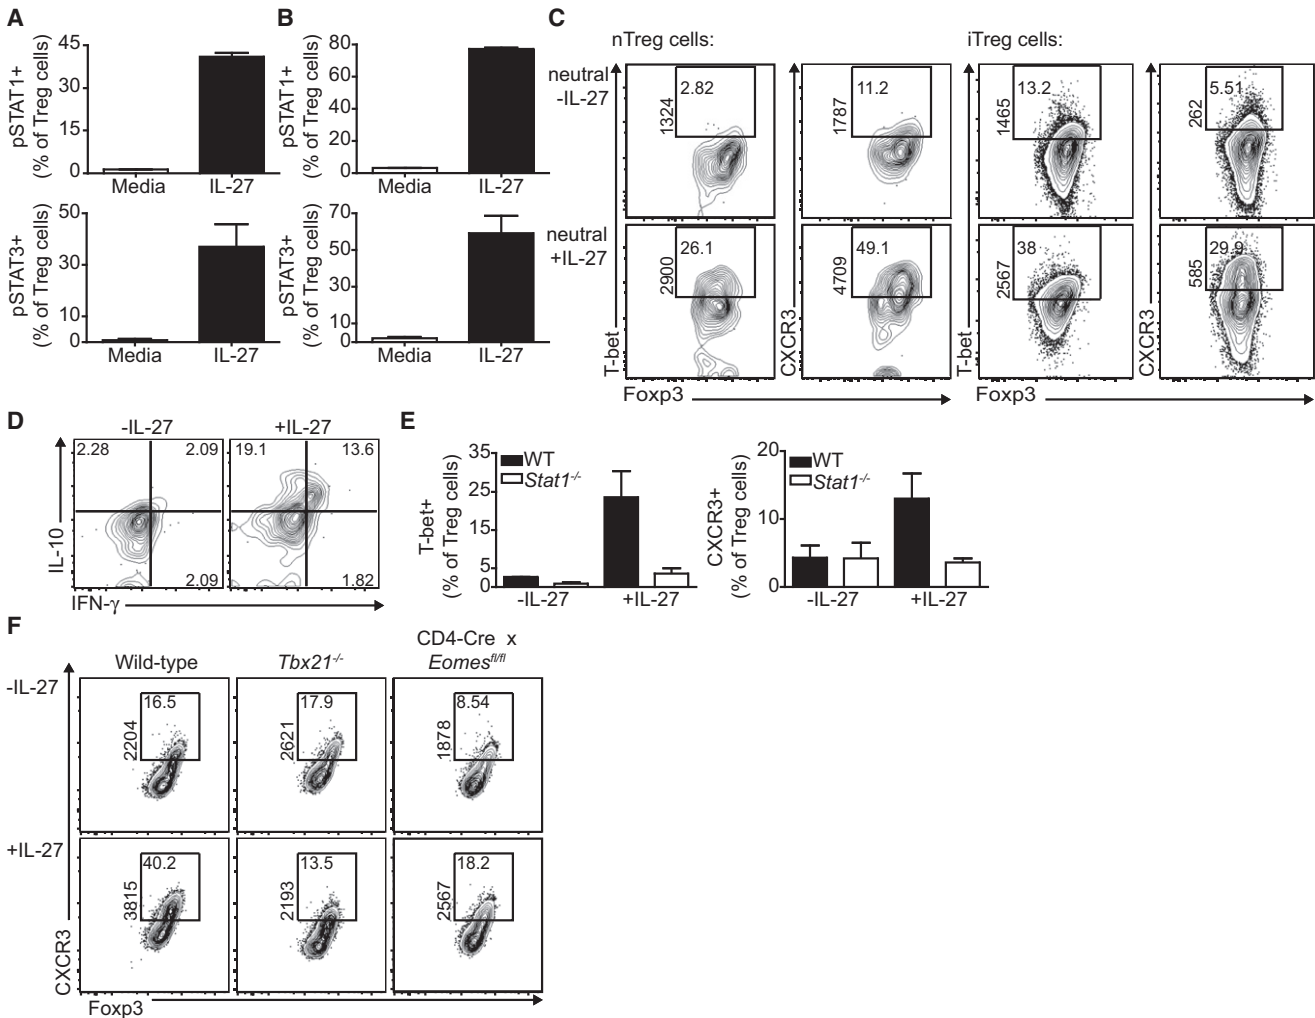 A
pSTAT1+
(% of Treg cells)
45
30
15
0
Media
IL-27
pSTAT3+
(% of Treg cells)
50
30
10
0
Media
IL-27
B
pSTAT1+
(% of Treg cells)
80
60
40
20
0
Media
IL-27
pSTAT3+
(% of Treg cells)
70
50
30
10
0
Media
IL-27
C
nTreg cells:
iTreg cells:
neutral
-IL-27
2.82
1324
11.2
1787
13.2
1465
5.51
262
neutral
+IL-27
26.1
2900
49.1
4709
38
2567
29.9
585
T-bet
CXCR3
T-bet
CXCR3
Foxp3
Foxp3
D
-IL-27
+IL-27
2.28
2.09
2.09
19.1
13.6
1.82
IL-10
IFN-γ
E
T-bet+
(% of Treg cells)
35
25
15
5
0
WT
Stat1-/-
-IL-27
+IL-27
CXCR3+
(% of Treg cells)
20
10
0
WT
Stat1-/-
-IL-27
+IL-27
F
Wild-type
Tbx21-/-
CD4-Cre x
Eomesfl/fl
-IL-27
16.5
2204
17.9
2621
8.54
1878
+IL-27
40.2
3815
13.5
2193
18.2
2567
CXCR3
Foxp3